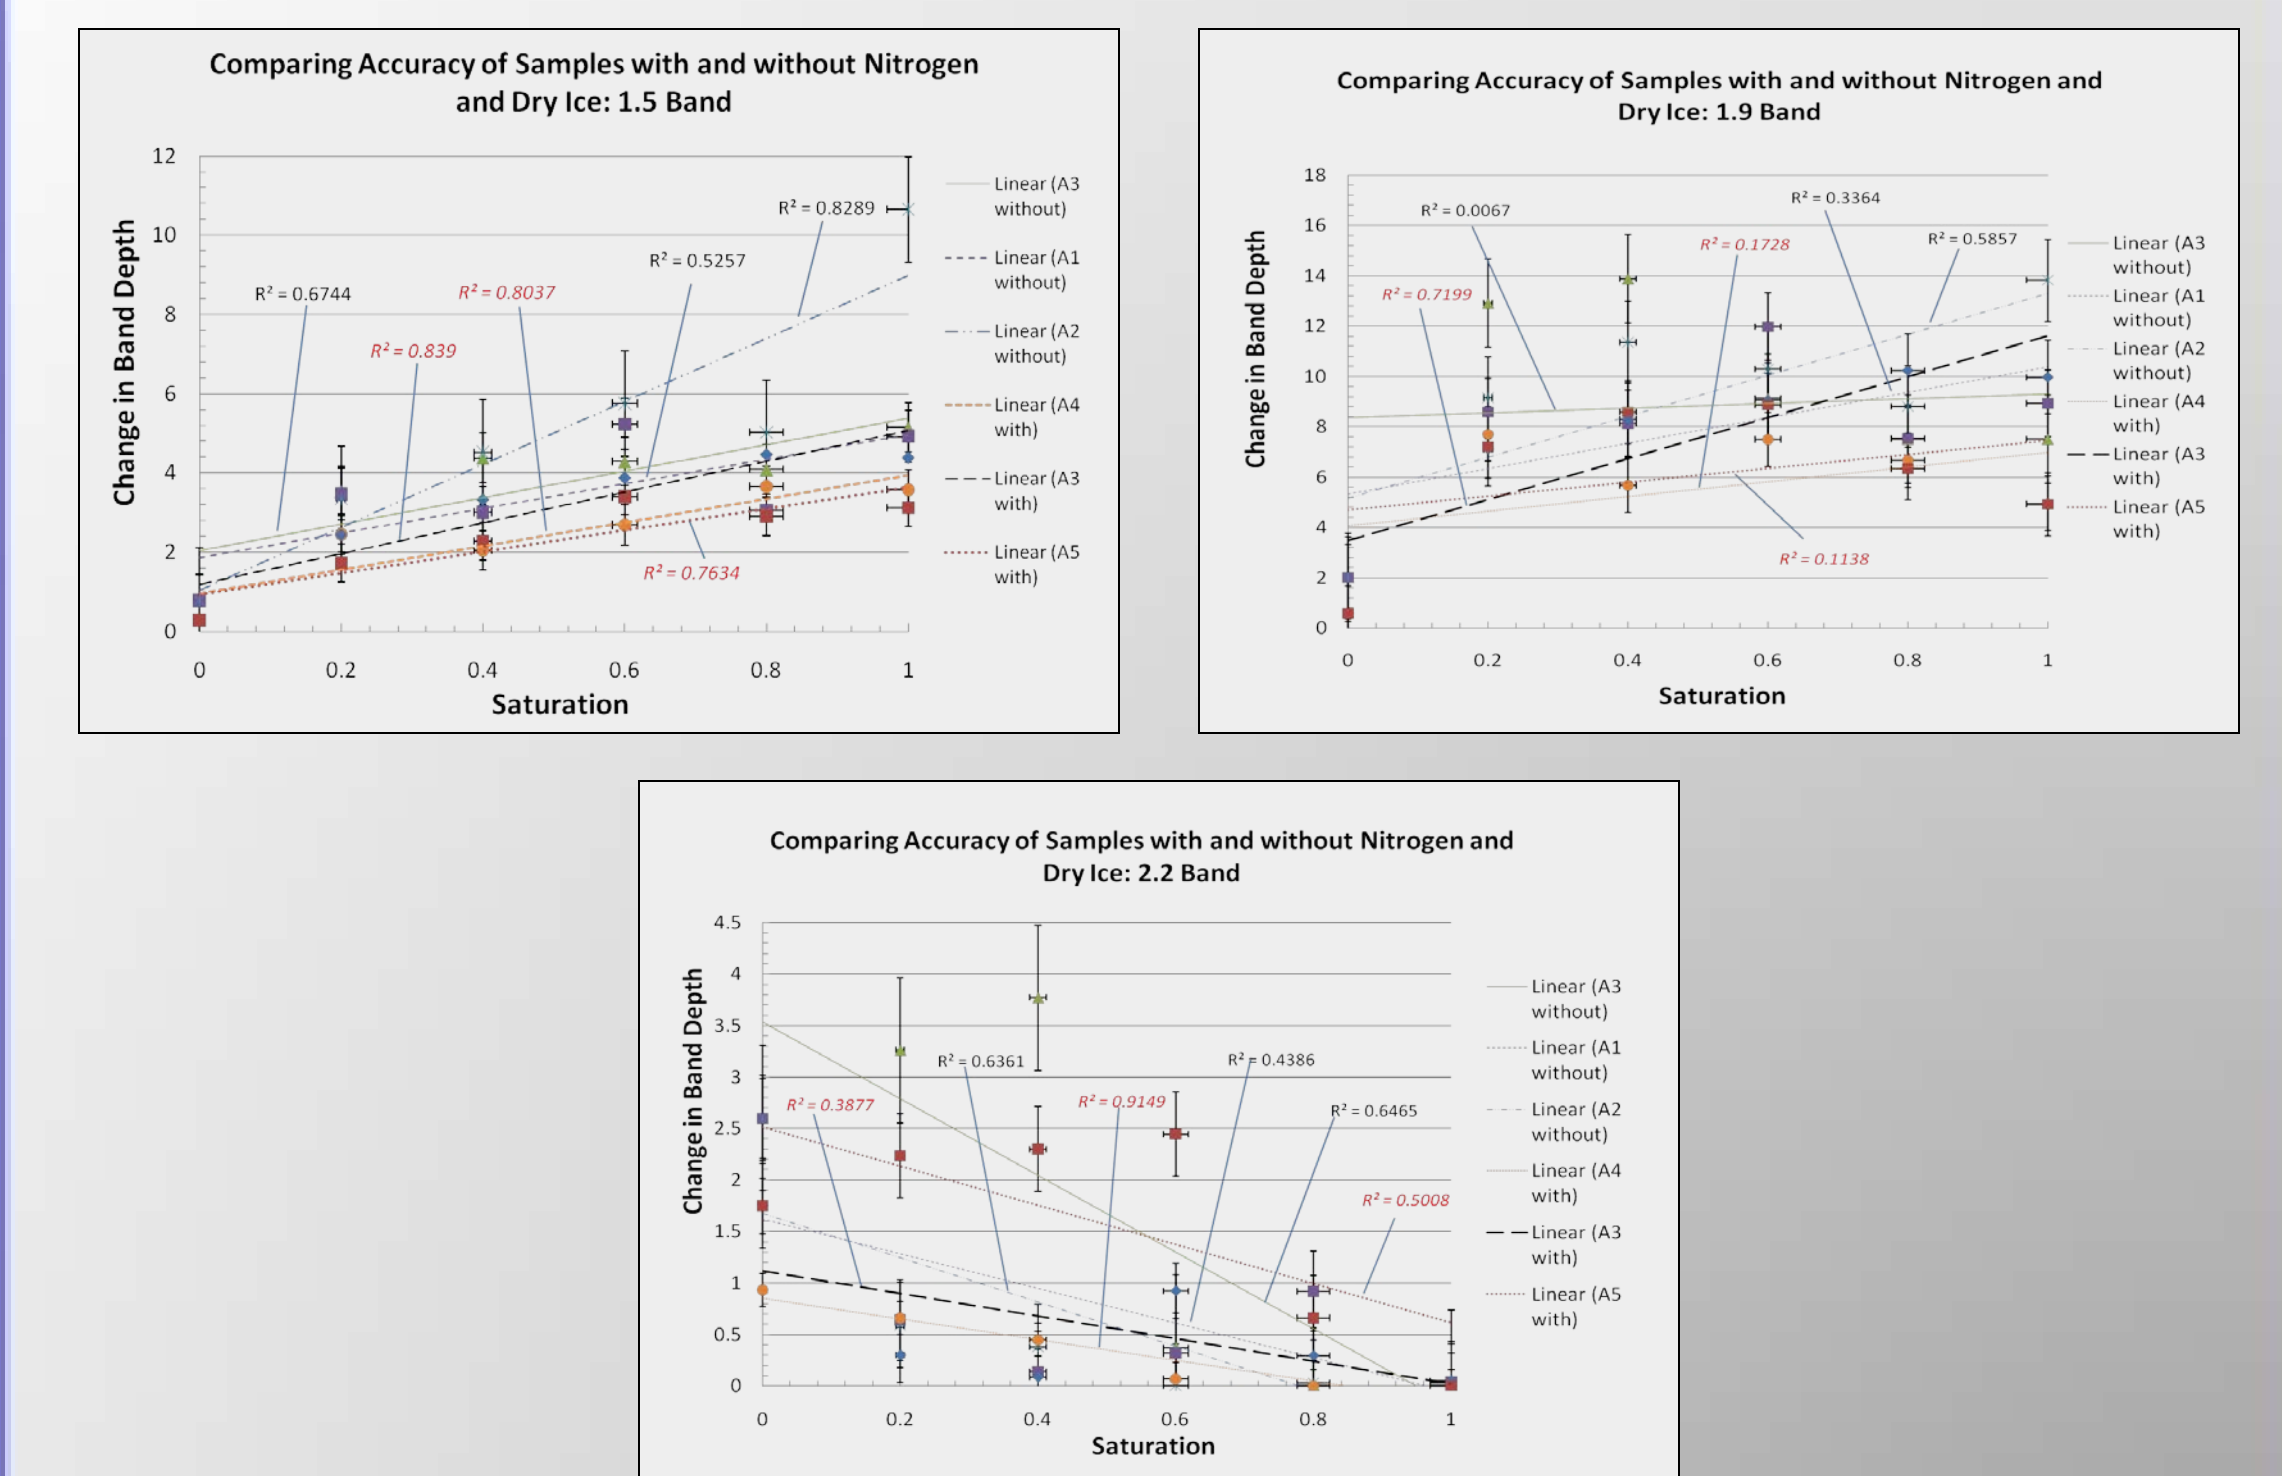 Comparing Accuracy of Samples with and without Nitrogen
and Dry Ice: 1.5 Band
Change in Band Depth
12
10
8
6
4
2
0
R² = 0.6744
R² = 0.839
R² = 0.8037
R² = 0.5257
R² = 0.8289
R² = 0.7634
0 0.2 0.4 0.6 0.8 1
Saturation
Linear (A3
without)
Linear (A1
without)
Linear (A2
without)
Linear (A4
with)
Linear (A3
with)
Linear (A5
with)
Comparing Accuracy of Samples with and without Nitrogen and
Dry Ice: 1.9 Band
Change in Band Depth
18
16
14
12
10
8
6
4
2
0
R² = 0.0067
R² = 0.7199
R² = 0.1728
R² = 0.3364
R² = 0.5857
R² = 0.1138
0 0.2 0.4 0.6 0.8 1
Saturation
Linear (A3
without)
Linear (A1
without)
Linear (A2
without)
Linear (A4
with)
Linear (A3
with)
Linear (A5
with)
Comparing Accuracy of Samples with and without Nitrogen and
Dry Ice: 2.2 Band
Change in Band Depth
4.5
4
3.5
3
2.5
2
1.5
1
0.5
0
R² = 0.3877
R² = 0.6361
R² = 0.9149
R² = 0.4386
R² = 0.6465
R² = 0.5008
0 0.2 0.4 0.6 0.8 1
Saturation
Linear (A3
without)
Linear (A1
without)
Linear (A2
without)
Linear (A4
with)
Linear (A3
with)
Linear (A5
with)